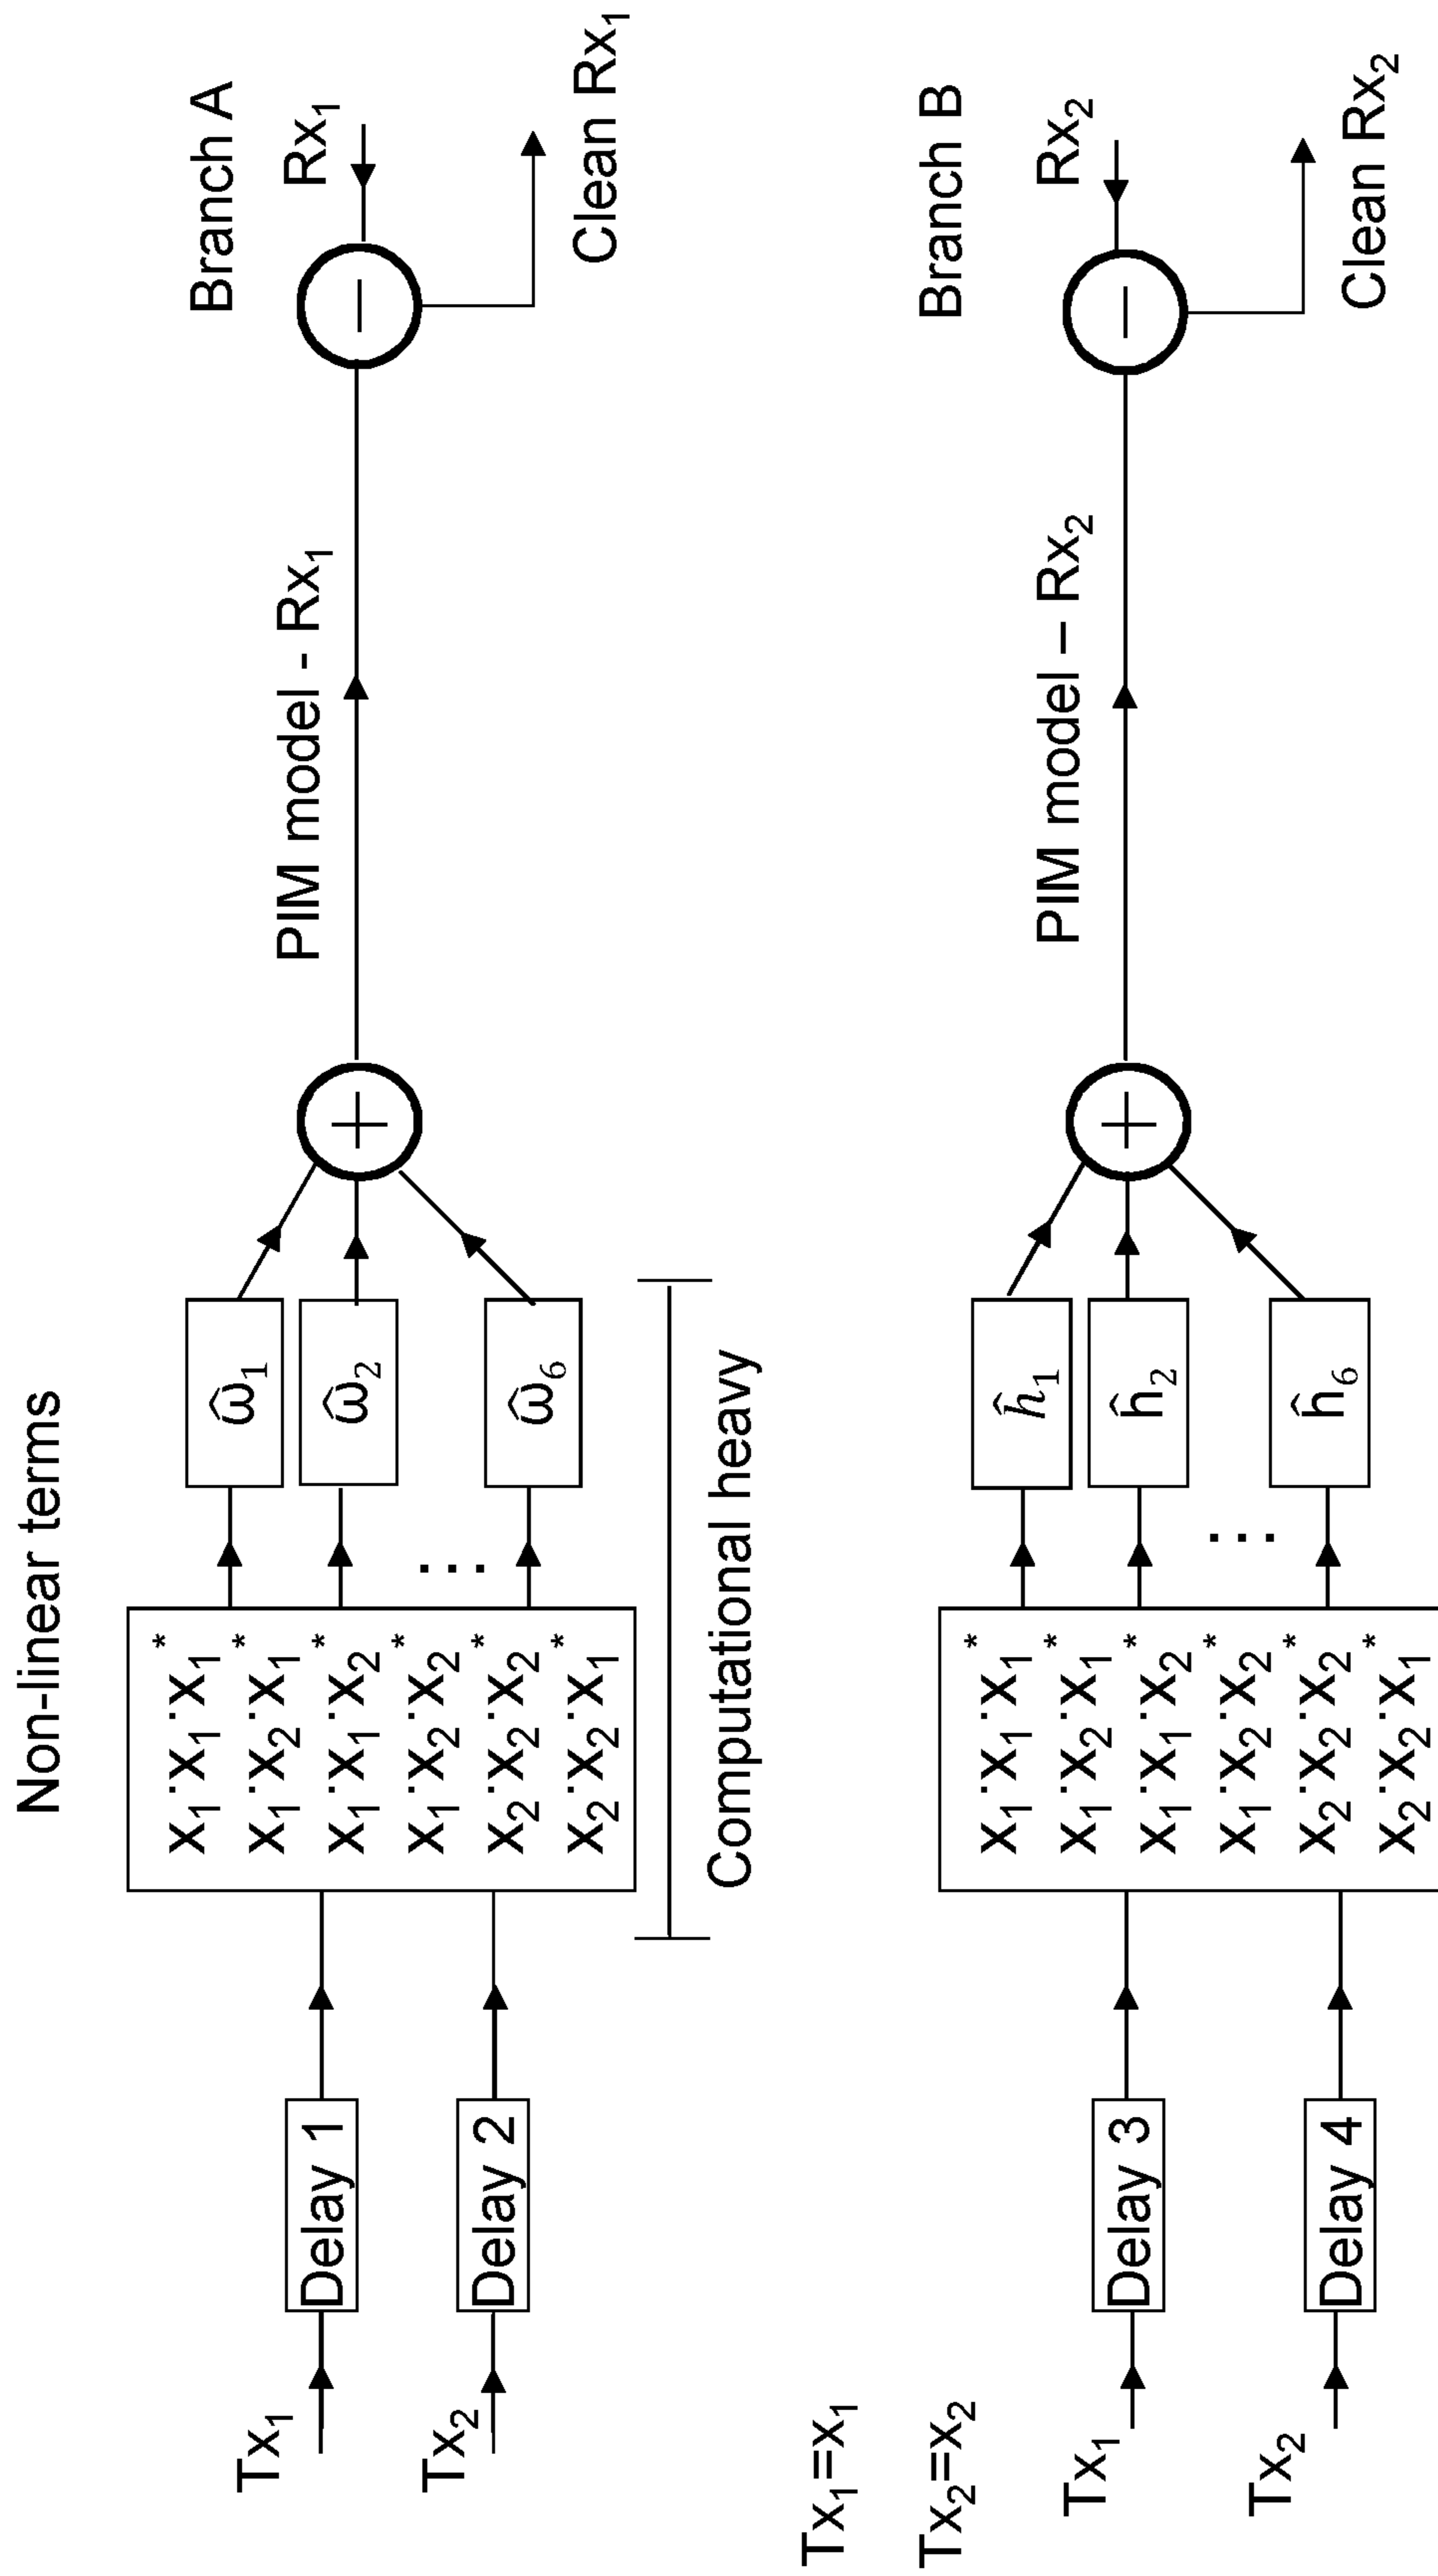 Non-linear terms
Branch A
Tx₁
Delay 1
Tx₂
Delay 2
x₁·x₁·x₁*
x₁·x₂·x₁*
x₁·x₁·x₂*
x₁·x₂·x₂*
x₂·x₂·x₂*
x₂·x₂·x₁*
...
ω̂₁
ω̂₂
ω̂₆
+
PIM model - Rx₁
−
Rx₁
Clean Rx₁
Computational heavy
Tx₁=x₁
Tx₂=x₂
Branch B
Tx₁
Delay 3
Tx₂
Delay 4
x₁·x₁·x₁*
x₁·x₂·x₁*
x₁·x₁·x₂*
x₁·x₂·x₂*
x₂·x₂·x₂*
x₂·x₂·x₁*
...
ĥ₁
ĥ₂
ĥ₆
+
PIM model – Rx₂
−
Rx₂
Clean Rx₂